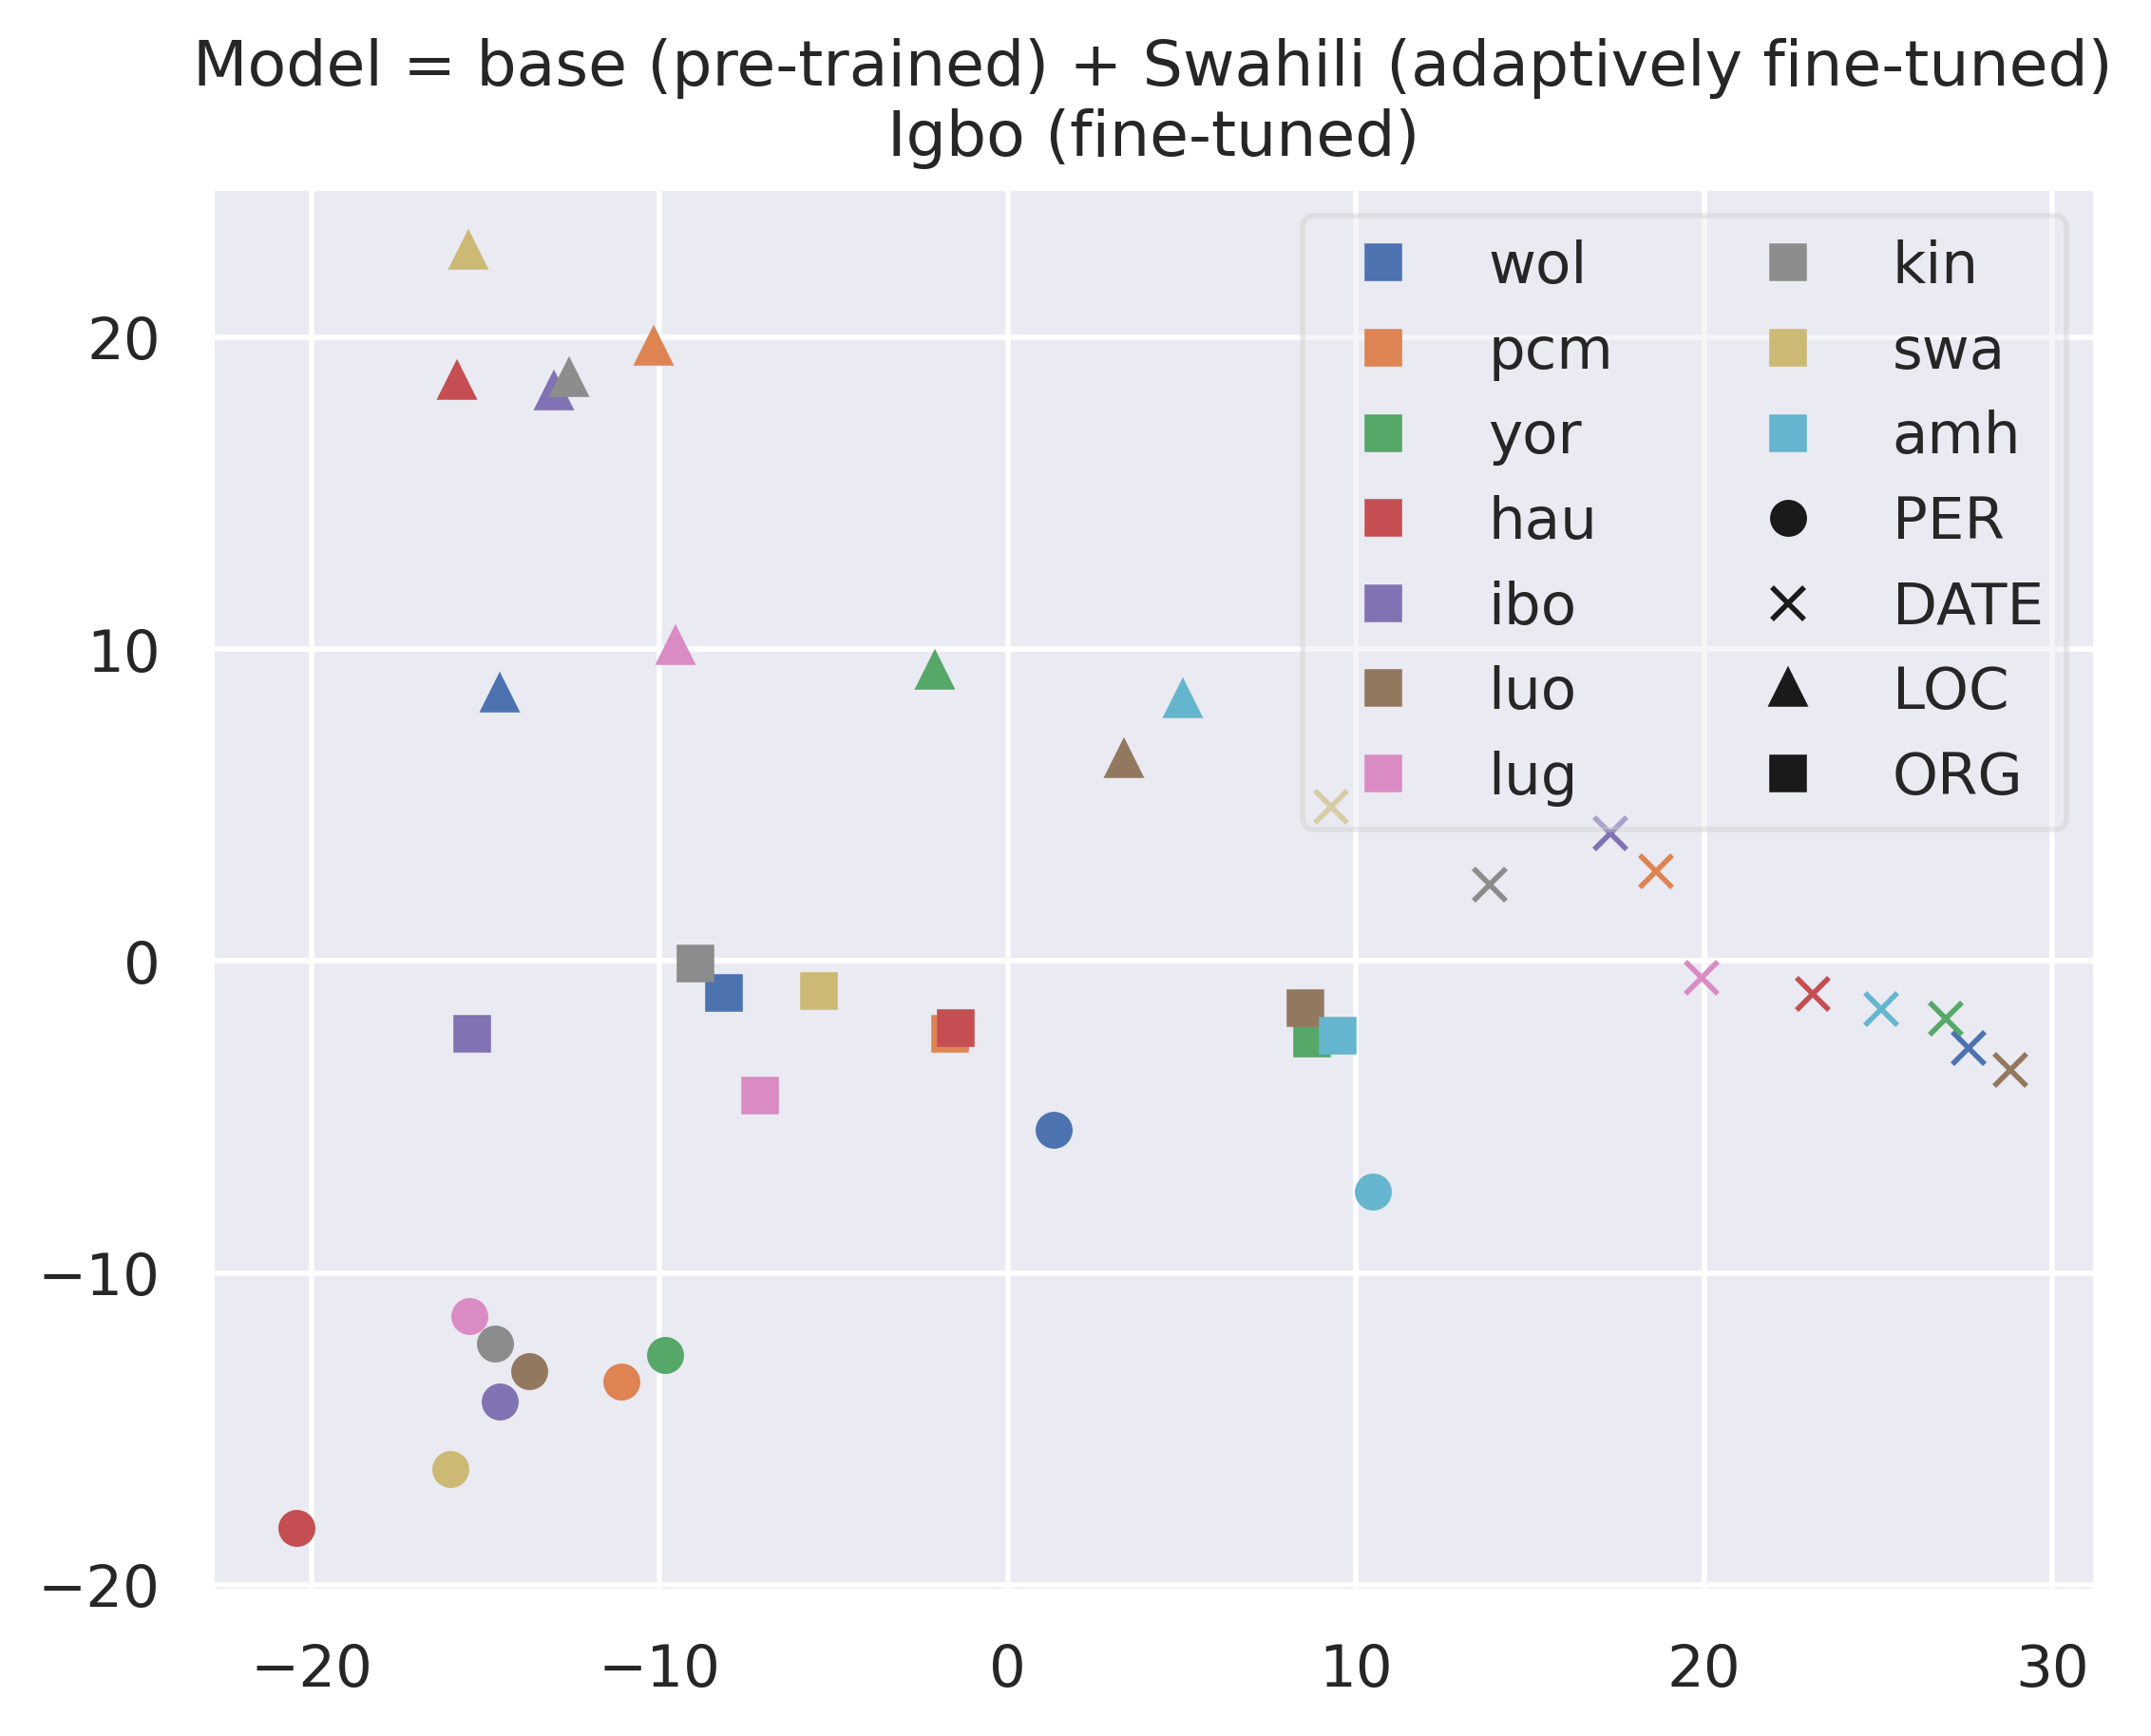 Model = base (pre-trained) + Swahili (adaptively fine-tuned)
Igbo (fine-tuned)
wol
pcm
yor
hau
ibo
luo
lug
kin
swa
amh
PER
DATE
LOC
ORG
20
10
0
−10
−20
−20
−10
0
10
20
30